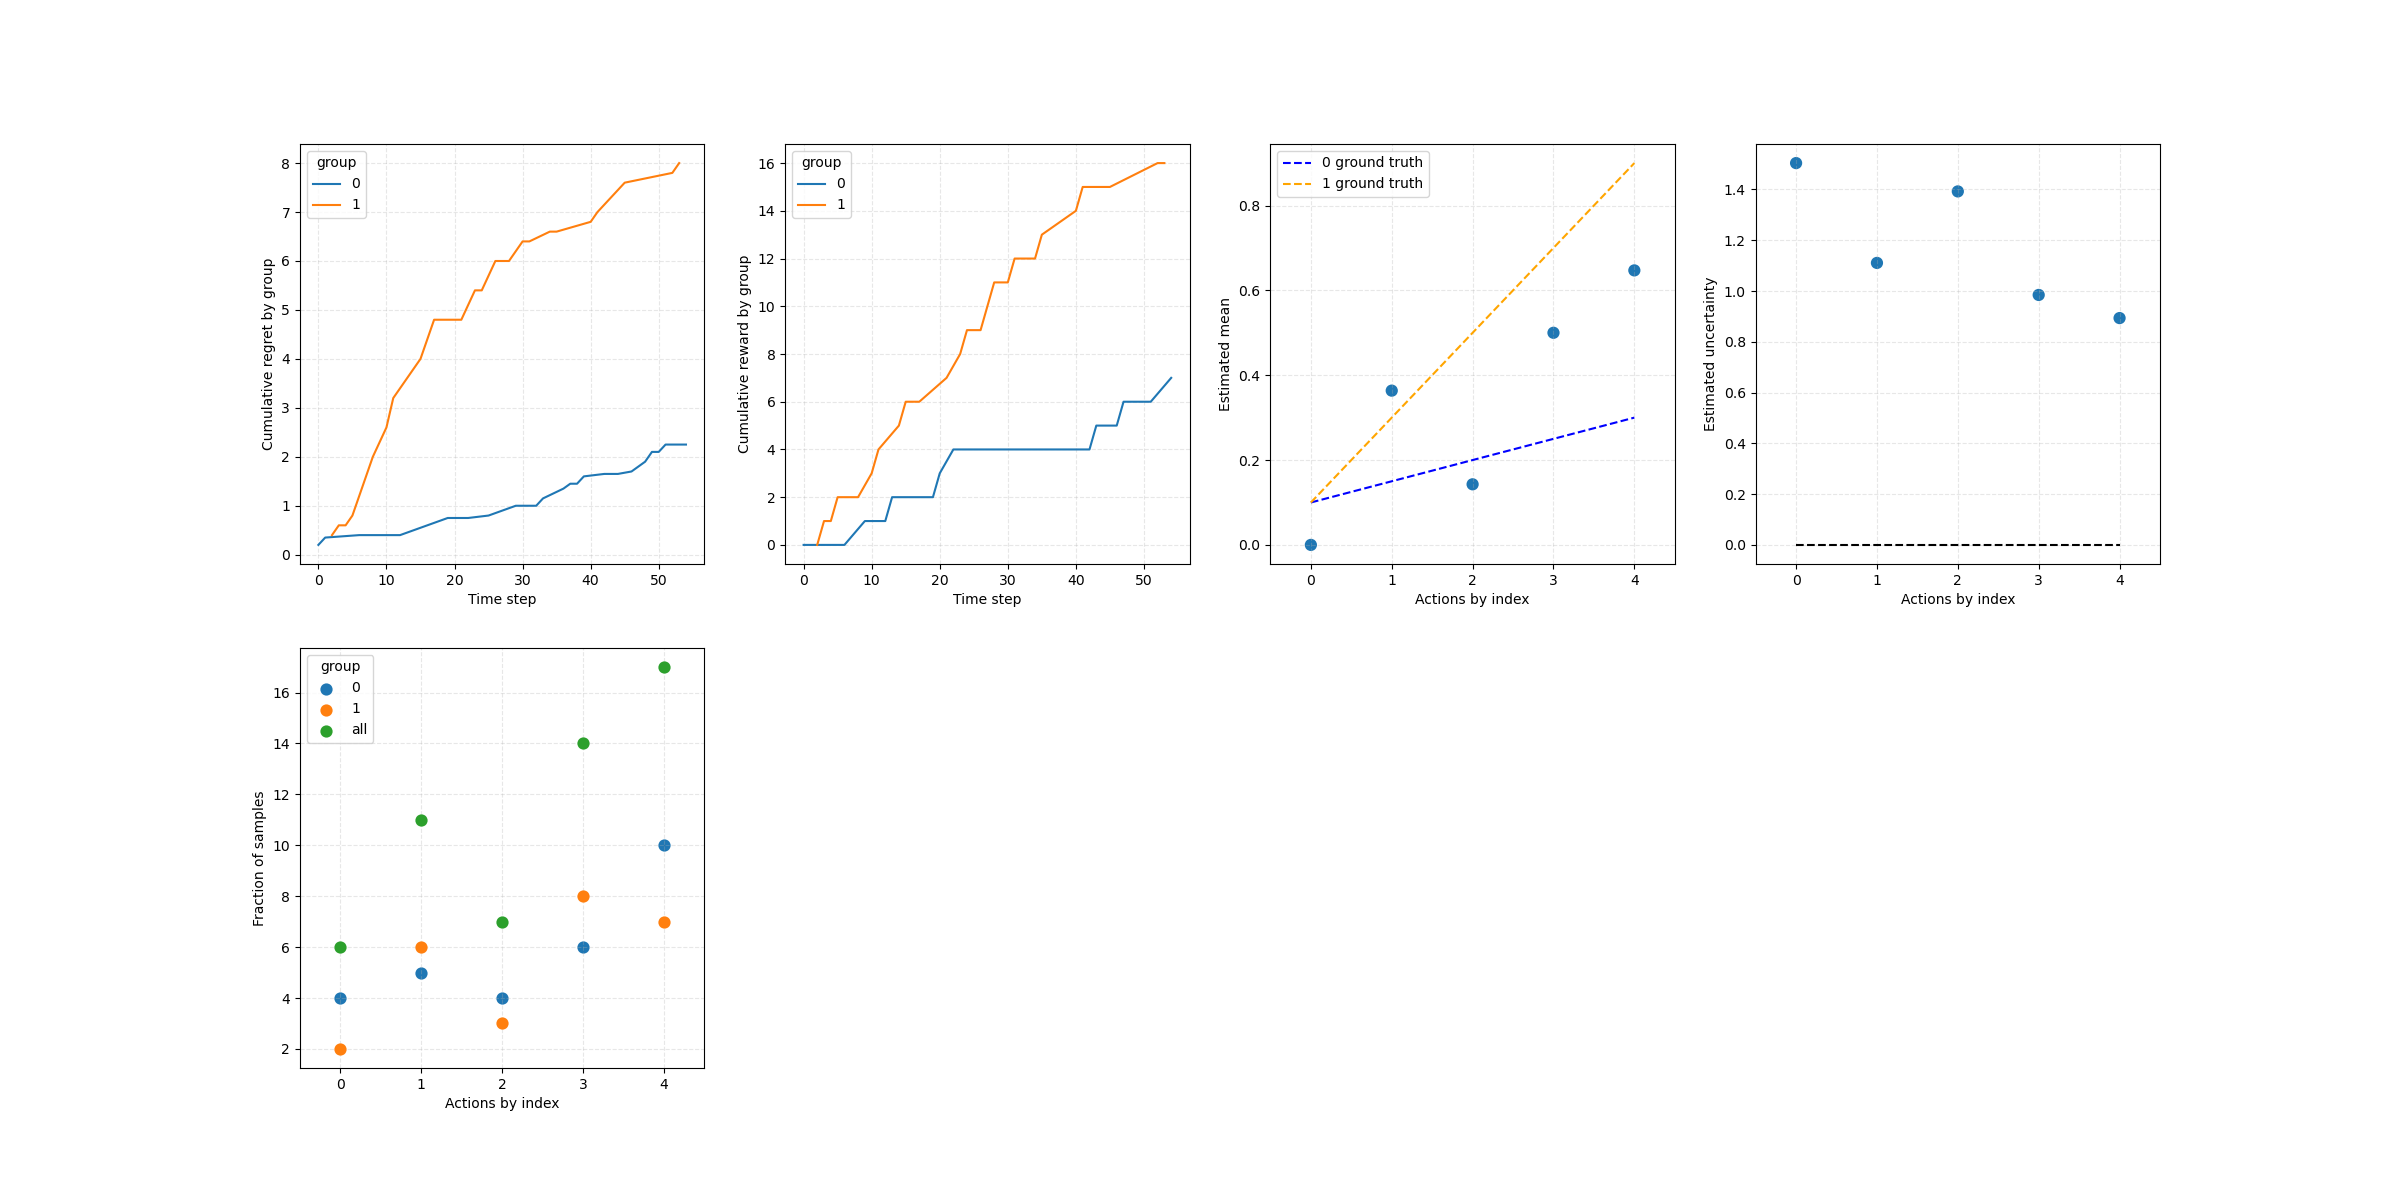 group
0
1
8
7
6
5
4
3
2
1
0
Cumulative regret by group
0 10 20 30 40 50
Time step
group
0
1
16
14
12
10
8
6
4
2
0
Cumulative reward by group
0 10 20 30 40 50
Time step
0 ground truth
1 ground truth
0.8
0.6
0.4
0.2
0.0
Estimated mean
0 1 2 3 4
Actions by index
1.4
1.2
1.0
0.8
0.6
0.4
0.2
0.0
Estimated uncertainty
0 1 2 3 4
Actions by index
group
0
1
all
16
14
12
10
8
6
4
2
Fraction of samples
0 1 2 3 4
Actions by index